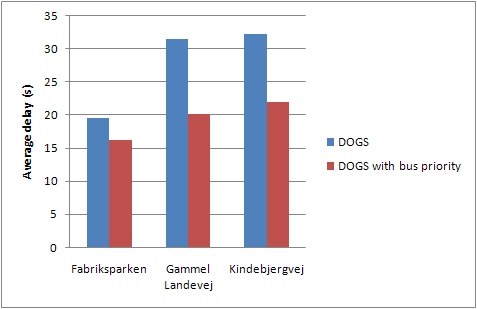 35
30
25
20
15
10
5
0
Average delay (s)
Fabriksparken
Gammel
Landevej
Kindebjergvej
DOGS
DOGS with bus priority